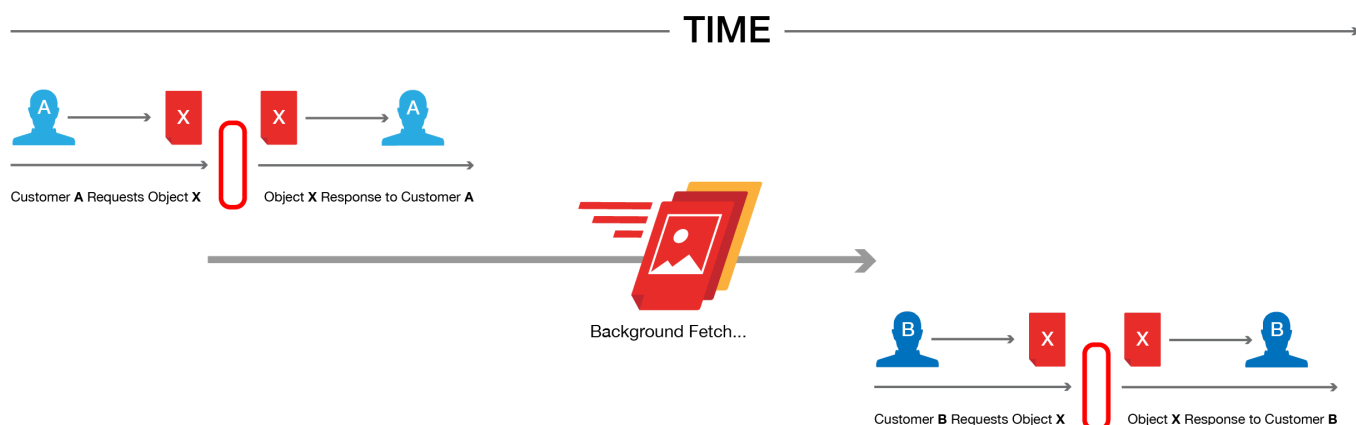 TIME
A
X
X
A
Customer A Requests Object X
Object X Response to Customer A
Background Fetch...
B
X
X
B
Customer B Requests Object X
Object X Response to Customer B